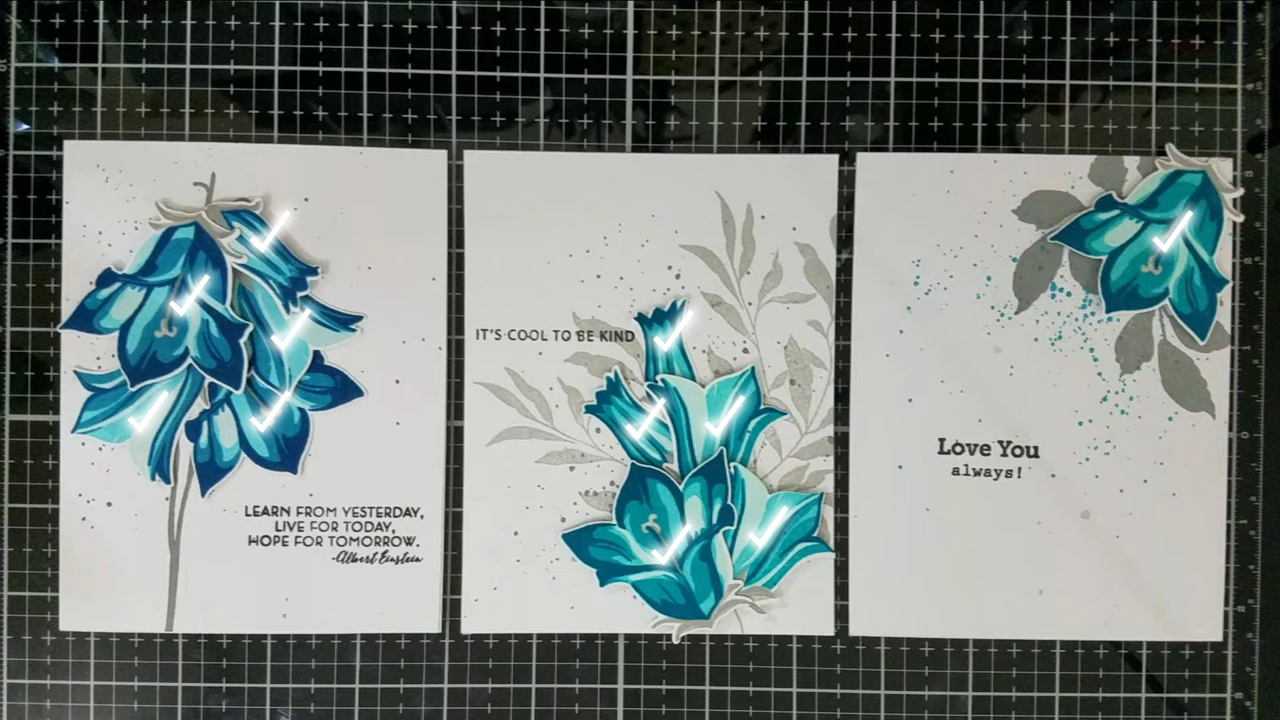 LEARN FROM YESTERDAY,
LIVE FOR TODAY,
HOPE FOR TOMORROW.
-Albert Einstein
IT'S COOL TO BE KIND
Love You
always!